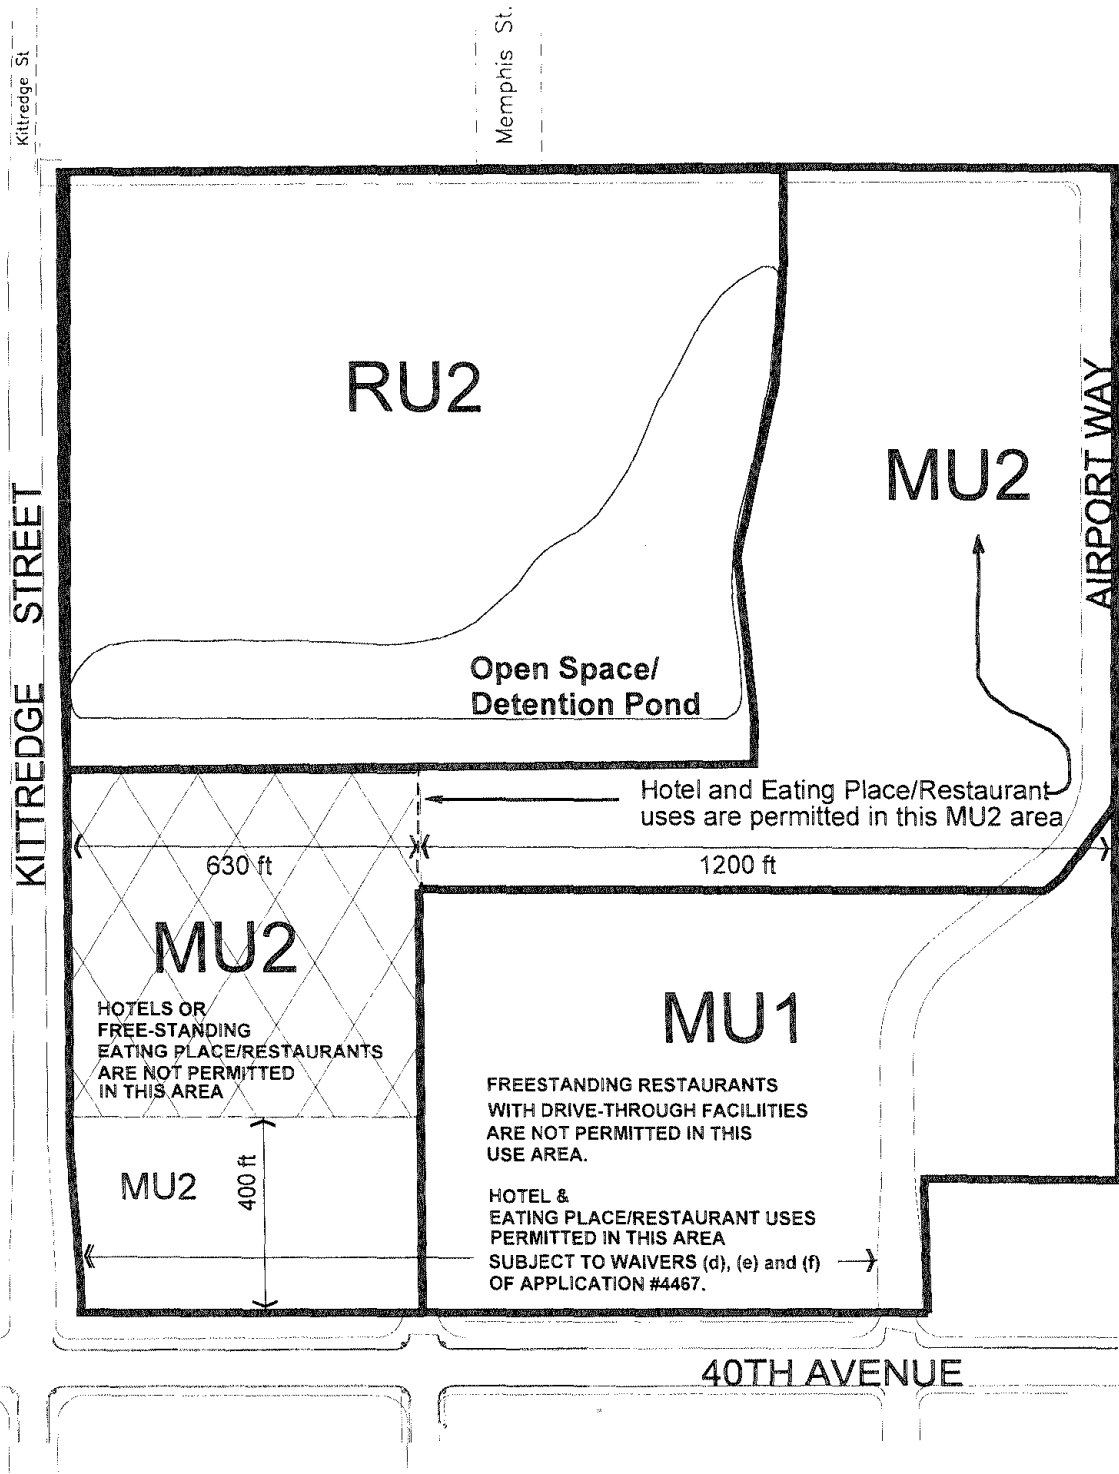 Kittredge St
Memphis St.
RU2
MU2
AIRPORT WAY
KITTREDGE STREET
Open Space/
Detention Pond
Hotel and Eating Place/Restaurant
uses are permitted in this MU2 area
630 ft
1200 ft
MU2
HOTELS OR
FREE-STANDING
EATING PLACE/RESTAURANTS
ARE NOT PERMITTED
IN THIS AREA
MU1
FREESTANDING RESTAURANTS
WITH DRIVE-THROUGH FACILIITIES
ARE NOT PERMITTED IN THIS
USE AREA.
MU2
400 ft
HOTEL &
EATING PLACE/RESTAURANT USES
PERMITTED IN THIS AREA
SUBJECT TO WAIVERS (d), (e) and (f)
OF APPLICATION #4467.
40TH AVENUE